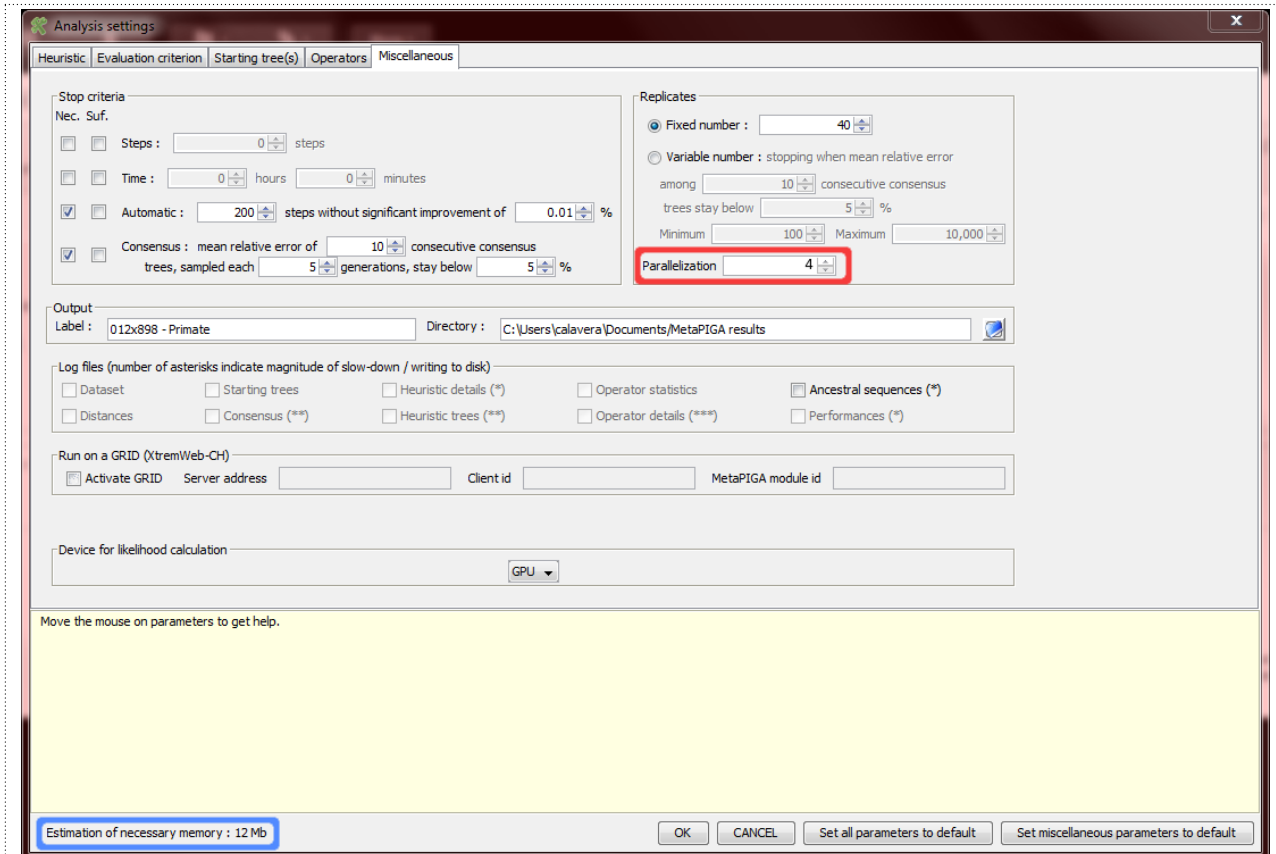 Analysis settings
x
Heuristic Evaluation criterion Starting tree(s) Operators Miscellaneous
Stop criteria
Nec. Suf.
Steps : 0 steps
Time : 0 hours 0 minutes
Automatic : 200 steps without significant improvement of 0.01 %
Consensus : mean relative error of 10 consecutive consensus
trees, sampled each 5 generations, stay below 5 %
Replicates
Fixed number : 40
Variable number : stopping when mean relative error
among 10 consecutive consensus
trees stay below 5 %
Minimum 100 Maximum 10,000
Parallelization 4
Output
Label : 012x898 - Primate Directory : C:\Users\calavera\Documents/MetaPIGA results
Log files (number of asterisks indicate magnitude of slow-down / writing to disk)
Dataset Starting trees Heuristic details (*) Operator statistics Ancestral sequences (*)
Distances Consensus (**) Heuristic trees (**) Operator details (***) Performances (*)
Run on a GRID (XtremWeb-CH)
Activate GRID Server address Client id MetaPIGA module id
Device for likelihood calculation
GPU
Move the mouse on parameters to get help.
Estimation of necessary memory : 12 Mb
OK CANCEL Set all parameters to default Set miscellaneous parameters to default